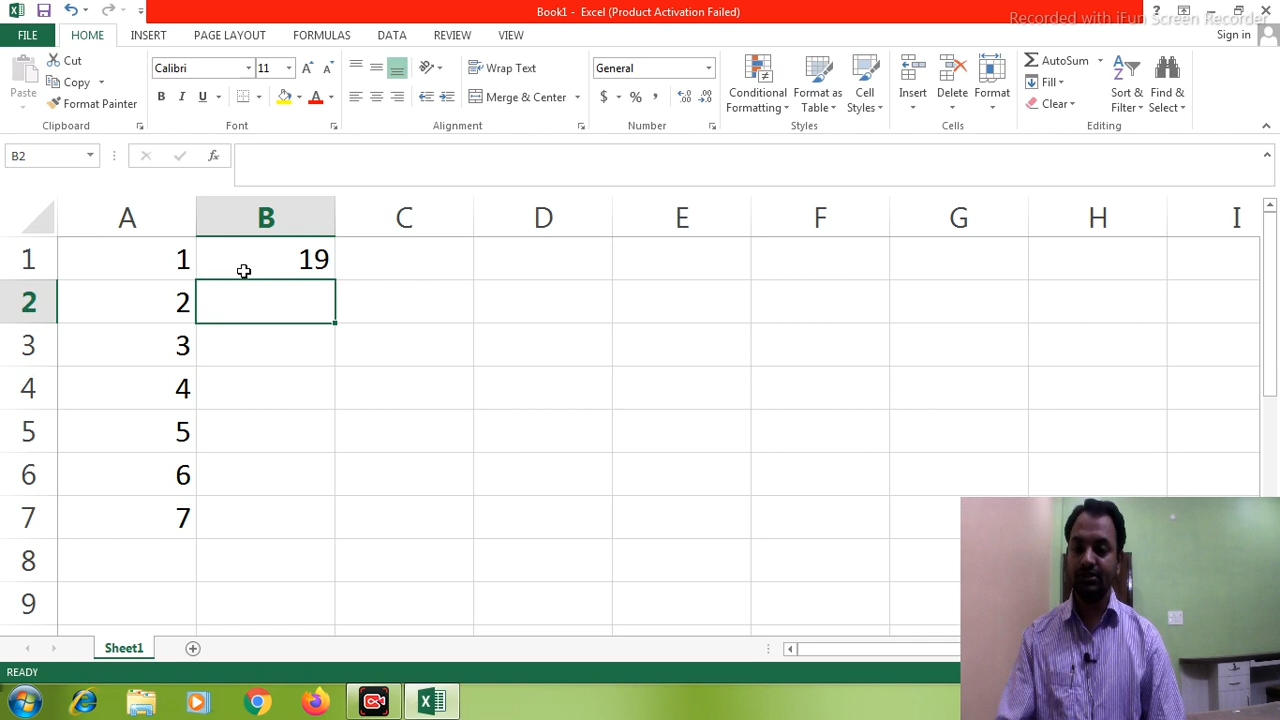 Book1 - Excel (Product Activation Failed)
Recorded with iFun Screen Recorder
FILE HOME INSERT PAGE LAYOUT FORMULAS DATA REVIEW VIEW Sign in
Paste
Cut
Copy
Format Painter
Clipboard
Calibri 11
B I U A
Font
Wrap Text
Merge & Center
Alignment
General
$ % ,
Number
Conditional Formatting
Format as Table
Cell Styles
Styles
Insert
Delete
Format
Cells
AutoSum
Fill
Clear
Sort & Filter
Find & Select
Editing
B2
fx
A B C D E F G H I
1 1 19
2 2
3 3
4 4
5 5
6 6
7 7
8
9
Sheet1
READY